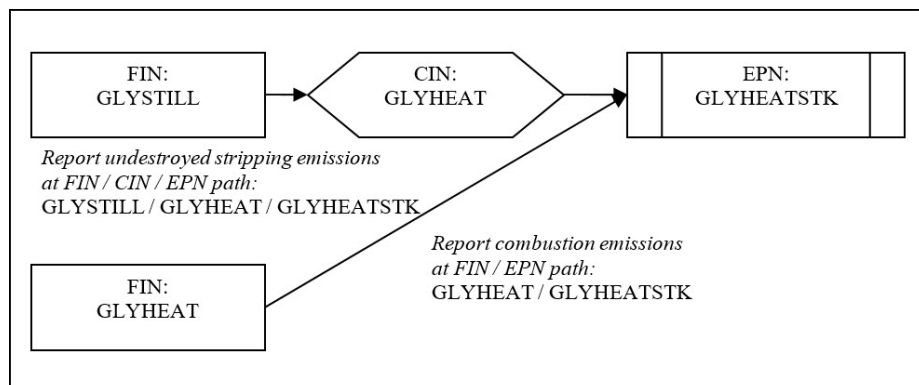 FIN:
GLYSTILL
CIN:
GLYHEAT
EPN:
GLYHEATSTK
Report undestroyed stripping emissions
at FIN / CIN / EPN path:
GLYSTILL / GLYHEAT / GLYHEATSTK
Report combustion emissions
at FIN / EPN path:
GLYHEAT / GLYHEATSTK
FIN:
GLYHEAT